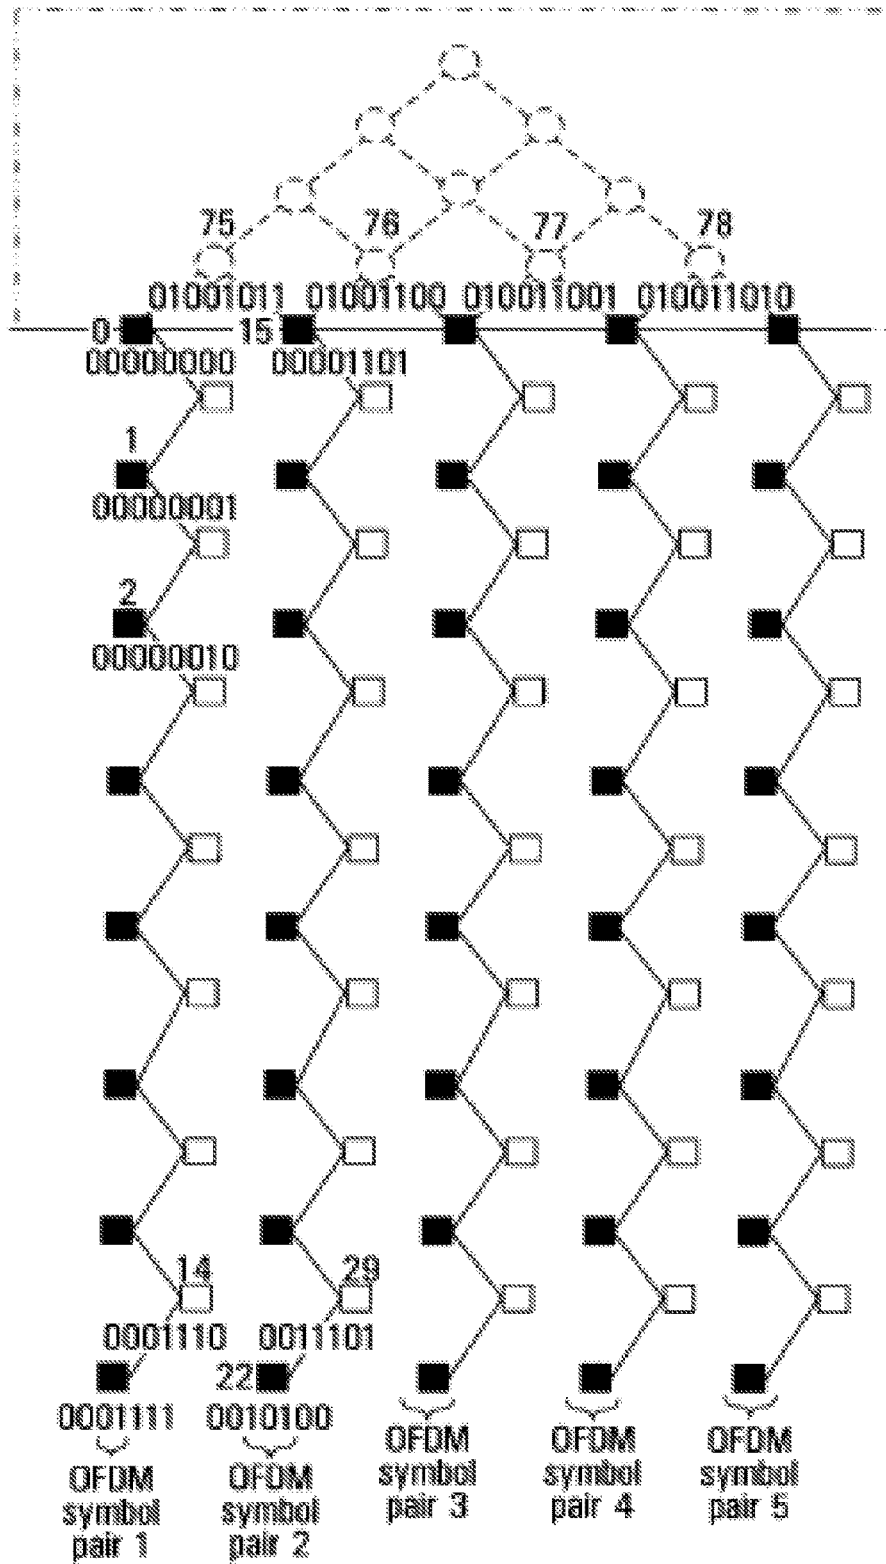 75 76 77 78
01001011 01001100 010011001 010011010
0 15
00000000 00001101
1
00000001
2
00000010
14 29
0001110 0011101
22
0001111 0010100
OFDM symbol pair 1
OFDM symbol pair 2
OFDM symbol pair 3
OFDM symbol pair 4
OFDM symbol pair 5